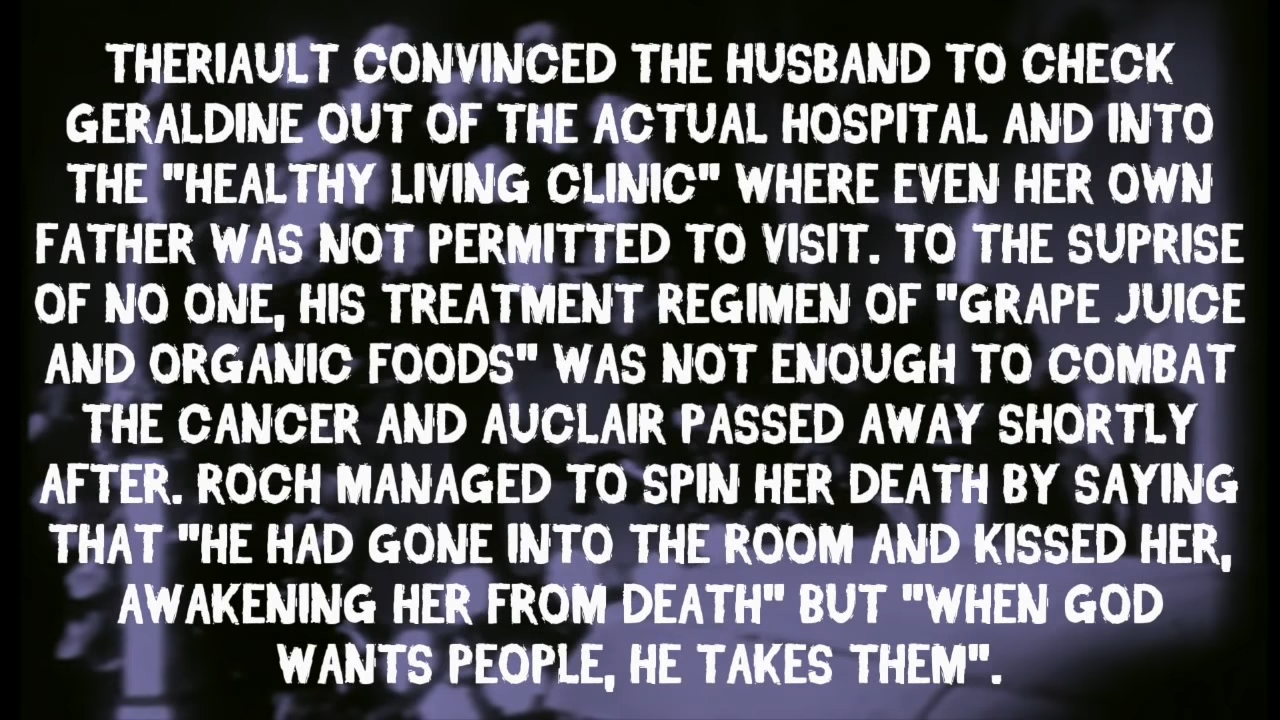 THERIAULT CONVINCED THE HUSBAND TO CHECK
GERALDINE OUT OF THE ACTUAL HOSPITAL AND INTO
THE "HEALTHY LIVING CLINIC" WHERE EVEN HER OWN
FATHER WAS NOT PERMITTED TO VISIT. TO THE SUPRISE
OF NO ONE, HIS TREATMENT REGIMEN OF "GRAPE JUICE
AND ORGANIC FOODS" WAS NOT ENOUGH TO COMBAT
THE CANCER AND AUCLAIR PASSED AWAY SHORTLY
AFTER. ROCH MANAGED TO SPIN HER DEATH BY SAYING
THAT "HE HAD GONE INTO THE ROOM AND KISSED HER,
AWAKENING HER FROM DEATH" BUT "WHEN GOD
WANTS PEOPLE, HE TAKES THEM".